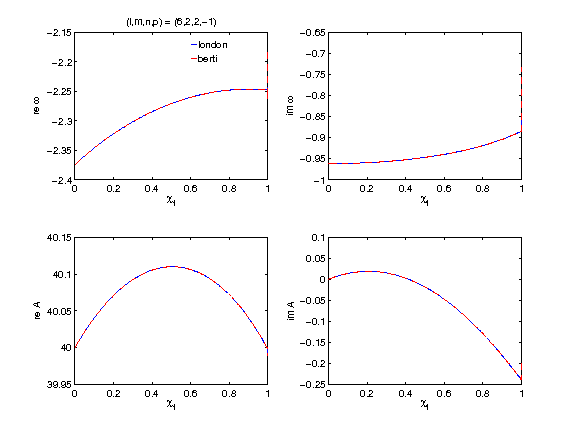 (l,m,n,p) = (6,2,2,−1)
−2.15
−2.2
−2.25
−2.3
−2.35
−2.4
re ω
london
berti
0 0.2 0.4 0.6 0.8 1
χf
−0.65
−0.7
−0.75
−0.8
−0.85
−0.9
−0.95
−1
im ω
0 0.2 0.4 0.6 0.8 1
χf
40.15
40.1
40.05
40
39.95
re A
0 0.2 0.4 0.6 0.8 1
χf
0.1
0.05
0
−0.05
−0.1
−0.15
−0.2
−0.25
im A
0 0.2 0.4 0.6 0.8 1
χf